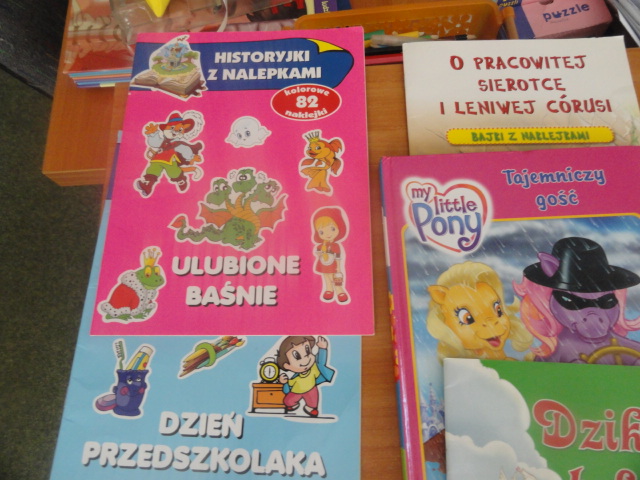 puzzle
HISTORYJKI
Z NALEPKAMI
kolorowe
82
naklejki
ULUBIONE
BAŚNIE
DZIEŃ
PRZEDSZKOLAKA
O PRACOWITEJ
SIEROTCE
I LENIWEJ CÓRUSI
BAJKI Z NAKLEJKAMI
my little
Pony
Tajemniczy
gość